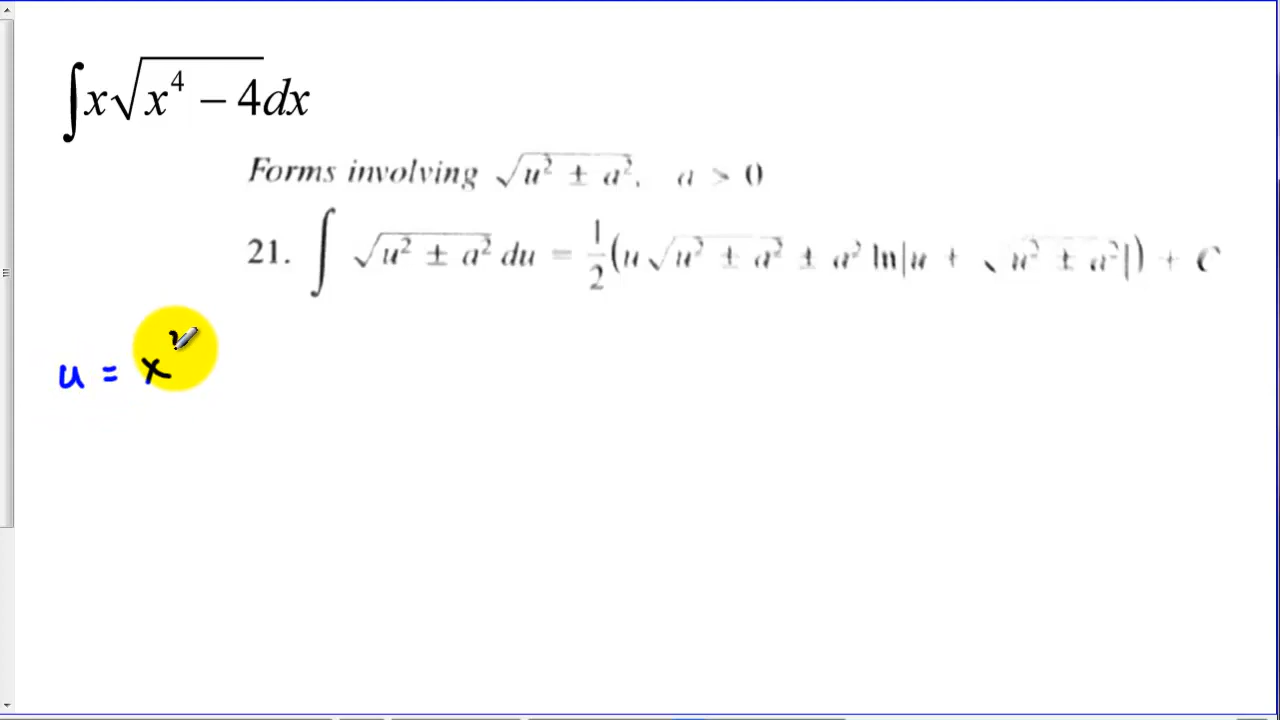 ∫x√(x⁴ − 4)dx
Forms involving √(u² ± a²), a > 0
21. ∫ √(u² ± a²) du = 1/2 (u√(u² ± a²) ± a² ln|u + √(u² ± a²)|) + C
u = x